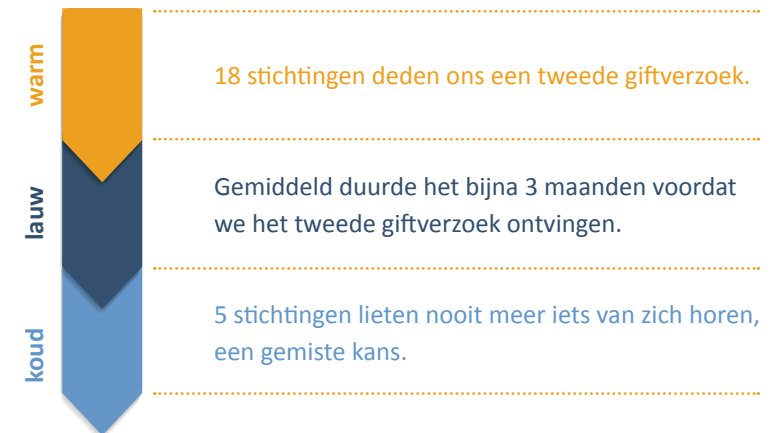 warm
18 stichtingen deden ons een tweede giftverzoek.
lauw
Gemiddeld duurde het bijna 3 maanden voordat
we het tweede giftverzoek ontvingen.
koud
5 stichtingen lieten nooit meer iets van zich horen,
een gemiste kans.